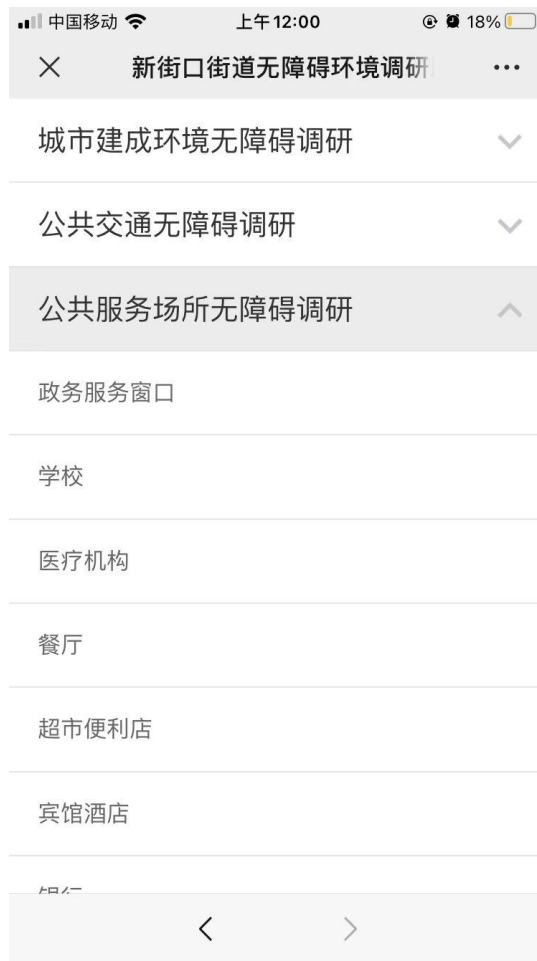 中国移动 上午12:00 18%
新街口街道无障碍环境调研
城市建成环境无障碍调研
公共交通无障碍调研
公共服务场所无障碍调研
政务服务窗口
学校
医疗机构
餐厅
超市便利店
宾馆酒店
银行